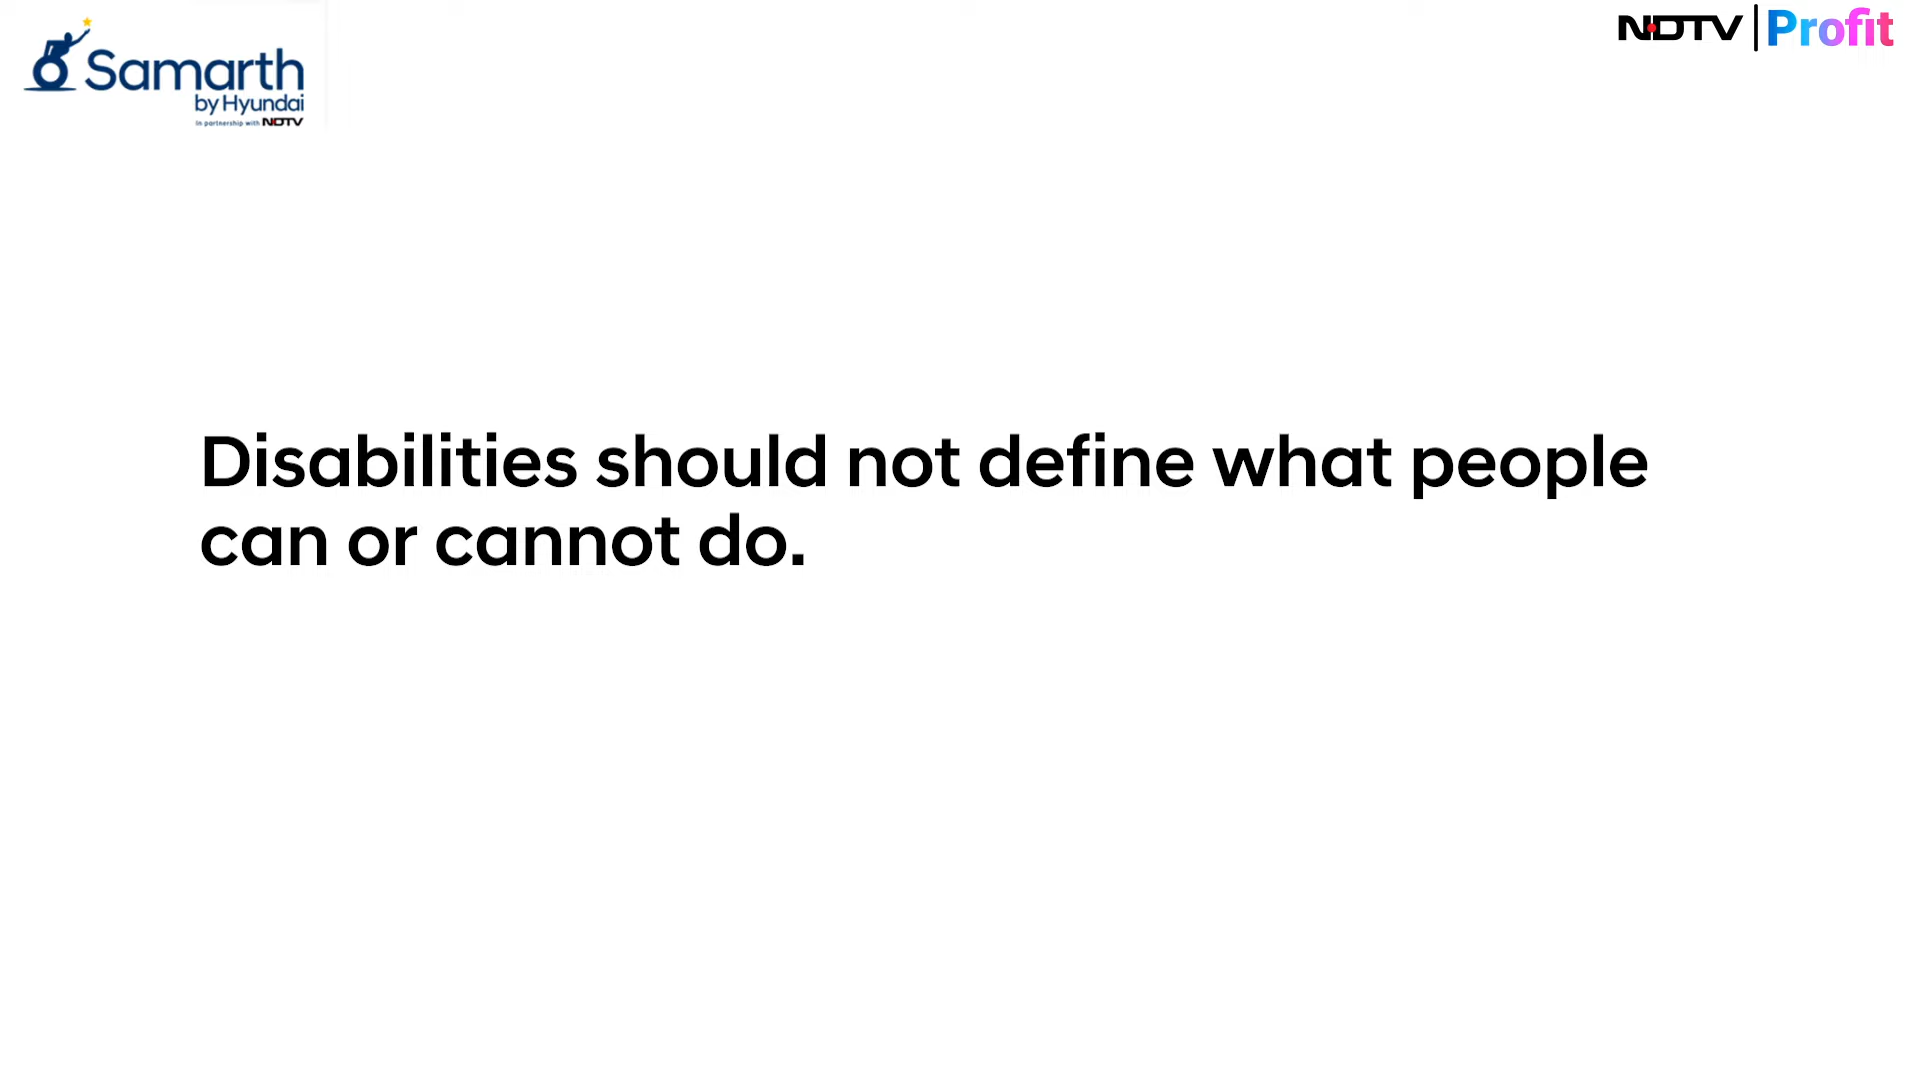 Samarth
by Hyundai
In partnership with NDTV
NDTV | Profit
Disabilities should not define what people
can or cannot do.